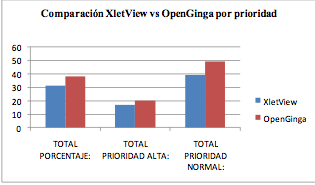 Comparación XletView vs OpenGinga por prioridad
60
50
40
30
20
10
0
TOTAL PORCENTAJE:
TOTAL PRIORIDAD ALTA:
TOTAL PRIORIDAD NORMAL:
XletView
OpenGinga